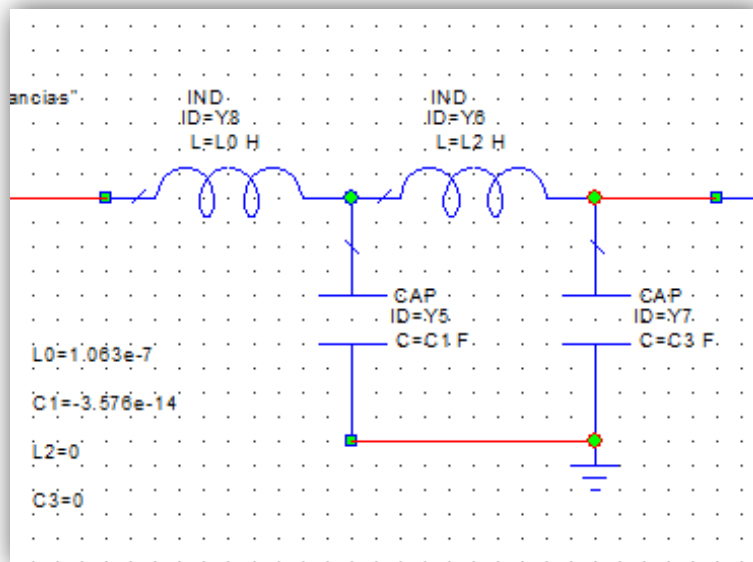 ancias"
IND
ID=Y8
L=L0 H
IND
ID=Y6
L=L2 H
CAP
ID=Y5
C=C1 F
CAP
ID=Y7
C=C3 F
L0=1.063e-7
C1=-3.576e-14
L2=0
C3=0